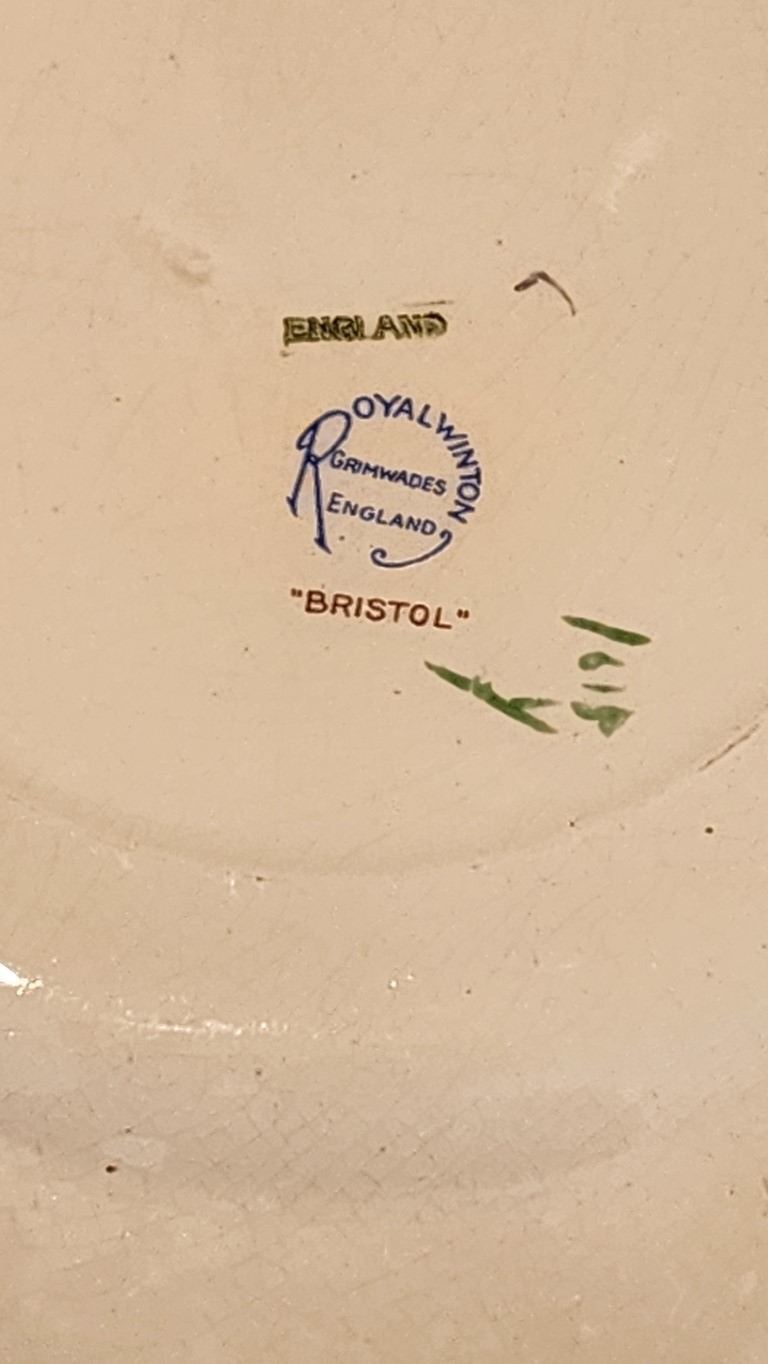 ENGLAND
ROYAL WINTON
GRIMWADES
ENGLAND
"BRISTOL"